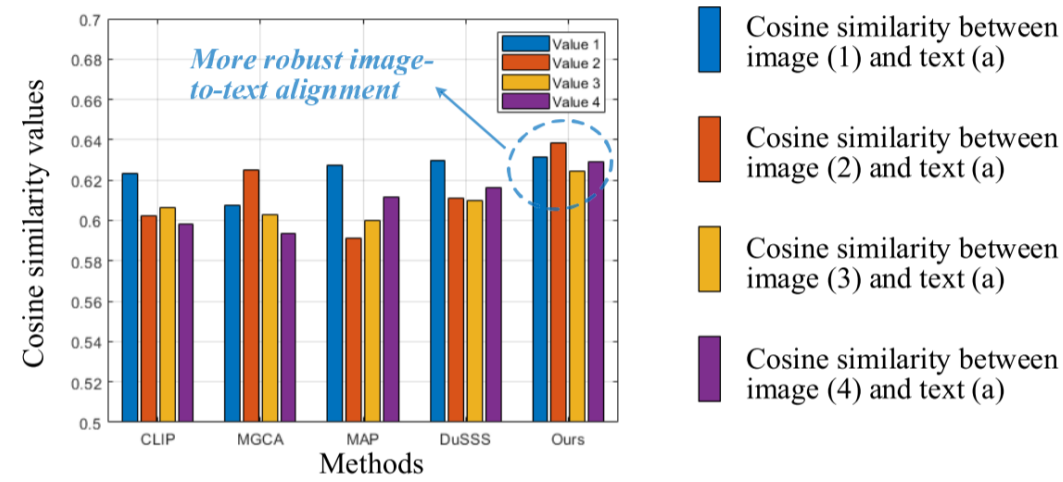 0.7
0.68
0.66
0.64
0.62
0.6
0.58
0.56
0.54
0.52
0.5
Cosine similarity values
More robust image-
to-text alignment
Value 1
Value 2
Value 3
Value 4
CLIP MGCA MAP DuSSS Ours
Methods
Cosine similarity between
image (1) and text (a)
Cosine similarity between
image (2) and text (a)
Cosine similarity between
image (3) and text (a)
Cosine similarity between
image (4) and text (a)